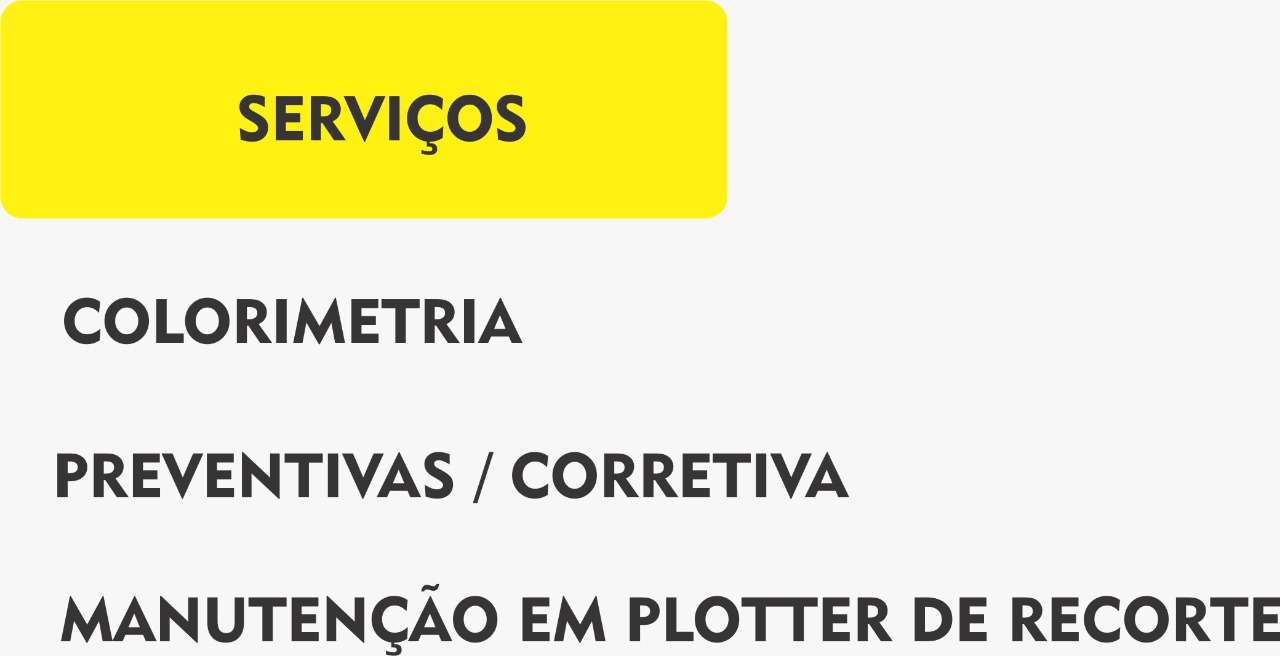 SERVIÇOS
COLORIMETRIA
PREVENTIVAS / CORRETIVA
MANUTENÇÃO EM PLOTTER DE RECORTE